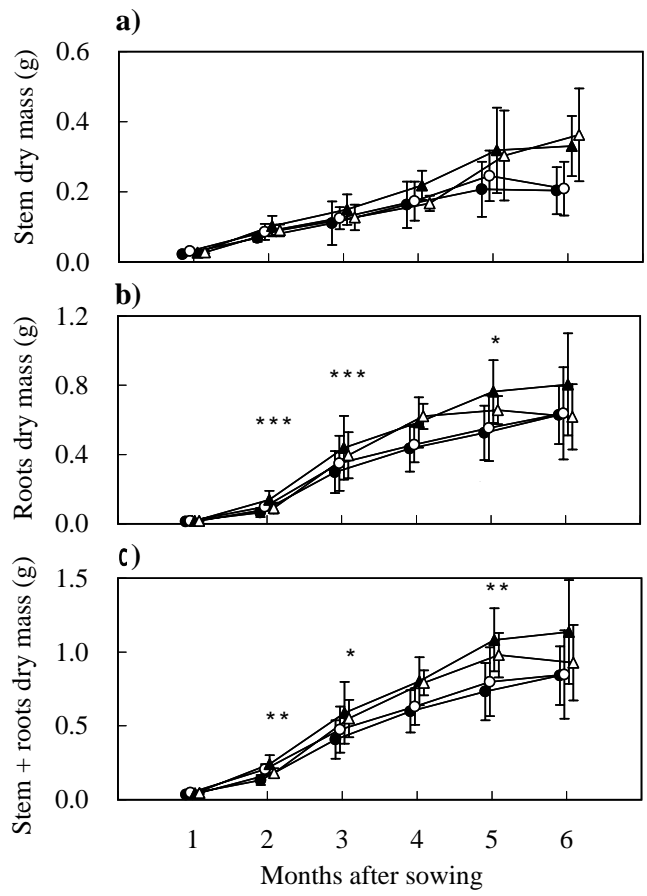 a)
0.6
0.4
0.2
0.0
Stem dry mass (g)
b)
1.2
0.8
0.4
0.0
Roots dry mass (g)
***
***
*
c)
1.5
1.0
0.5
0.0
Stem + roots dry mass (g)
**
*
**
1 2 3 4 5 6
Months after sowing